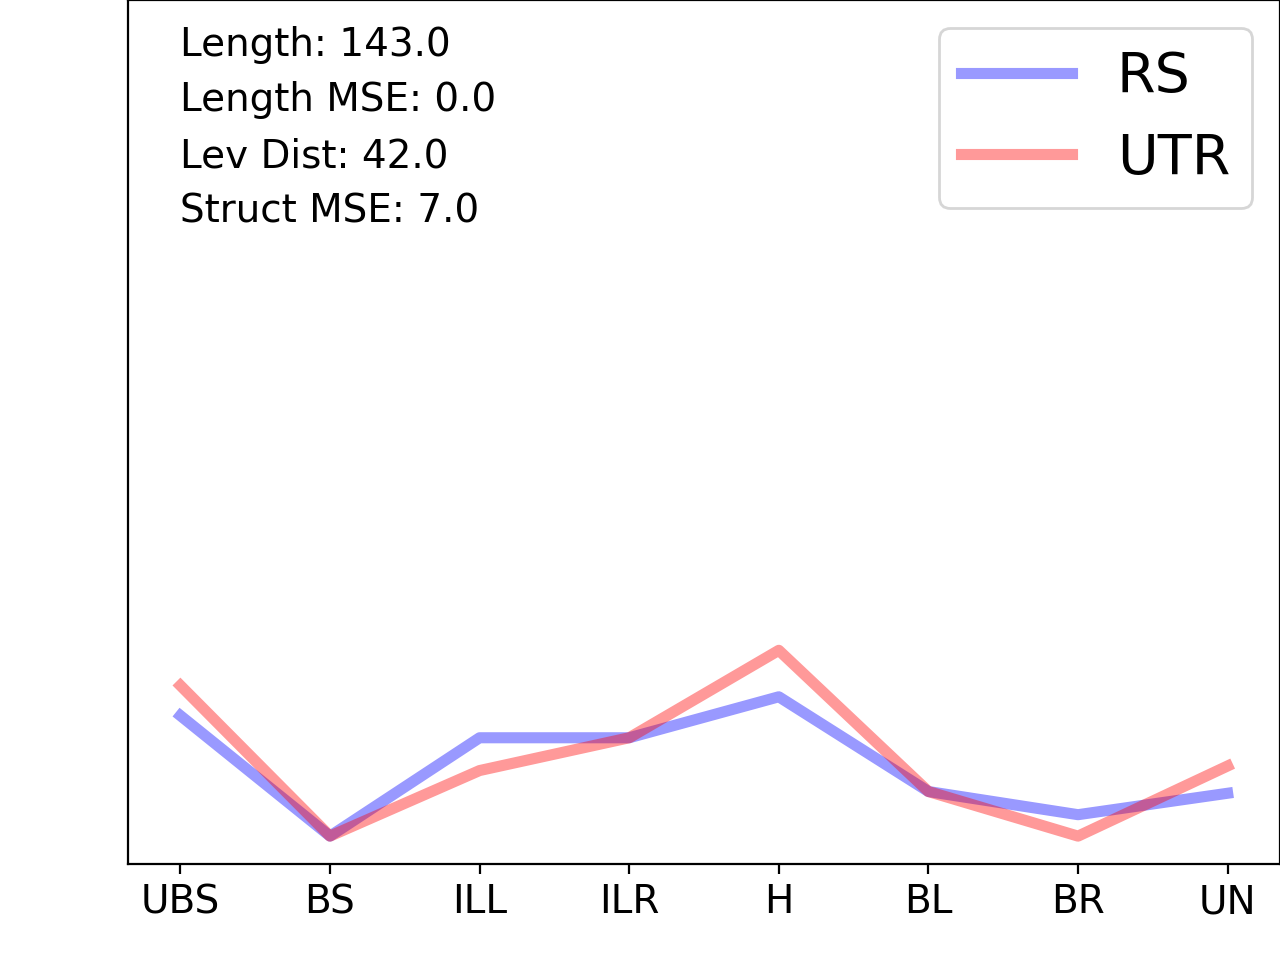 Length: 143.0
Length MSE: 0.0
Lev Dist: 42.0
Struct MSE: 7.0
RS
UTR
UBS BS ILL ILR H BL BR UN